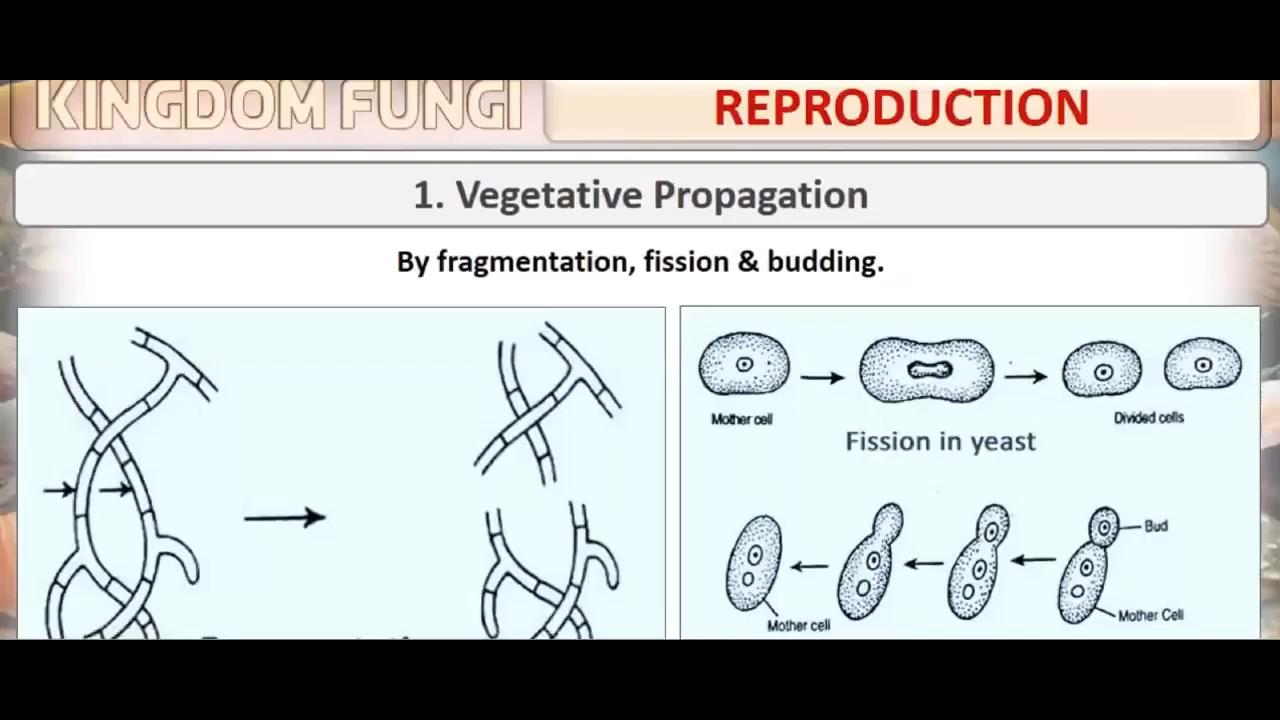 KINGDOM FUNGI
REPRODUCTION
1. Vegetative Propagation
By fragmentation, fission & budding.
Mother cell
Divided cells
Fission in yeast
Bud
Mother Cell
Mother cell